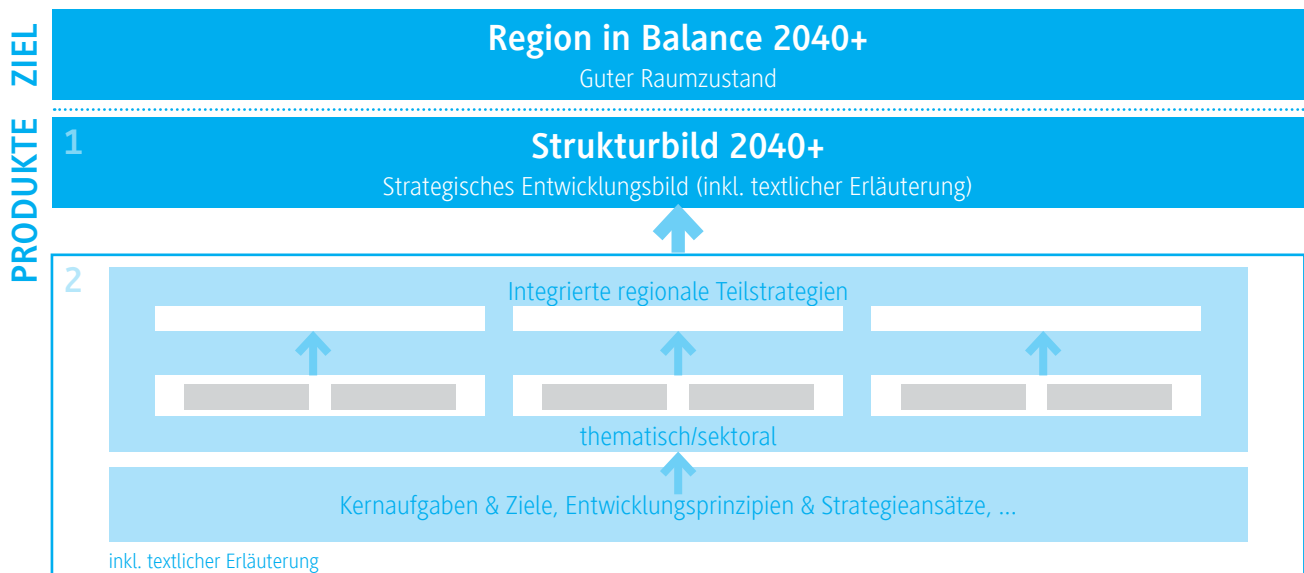 ZIEL
Region in Balance 2040+
Guter Raumzustand
PRODUKTE
1
Strukturbild 2040+
Strategisches Entwicklungsbild (inkl. textlicher Erläuterung)
2
Integrierte regionale Teilstrategien
thematisch/sektoral
Kernaufgaben & Ziele, Entwicklungsprinzipien & Strategieansätze, ...
inkl. textlicher Erläuterung